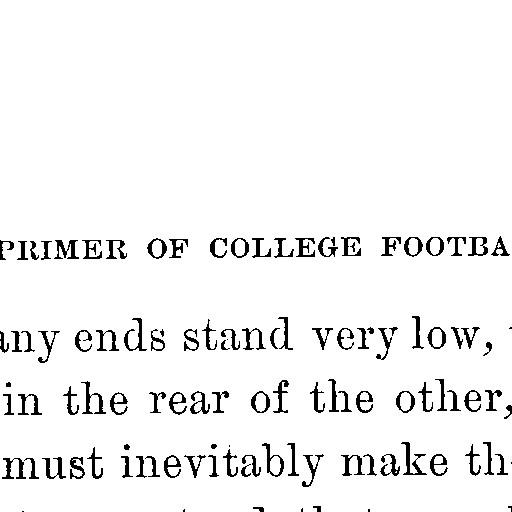 PRIMER OF COLLEGE FOOTBA
any ends stand very low,
in the rear of the other,
must inevitably make th